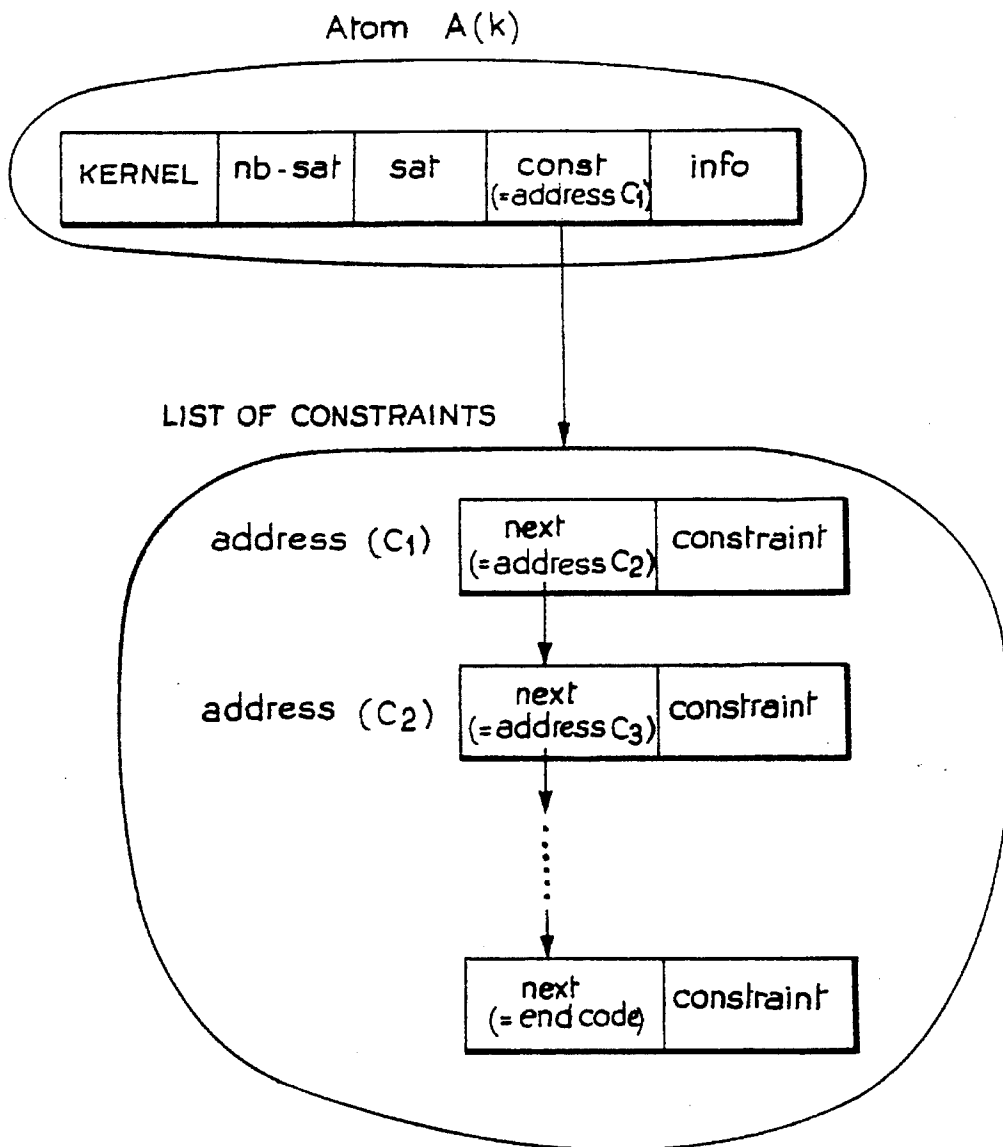 Atom A(k)
KERNEL nb-sat sat const info
(=address C1)
LIST OF CONSTRAINTS
address (C1) next constraint
(=address C2)
address (C2) next constraint
(=address C3)
next constraint
(=end code)